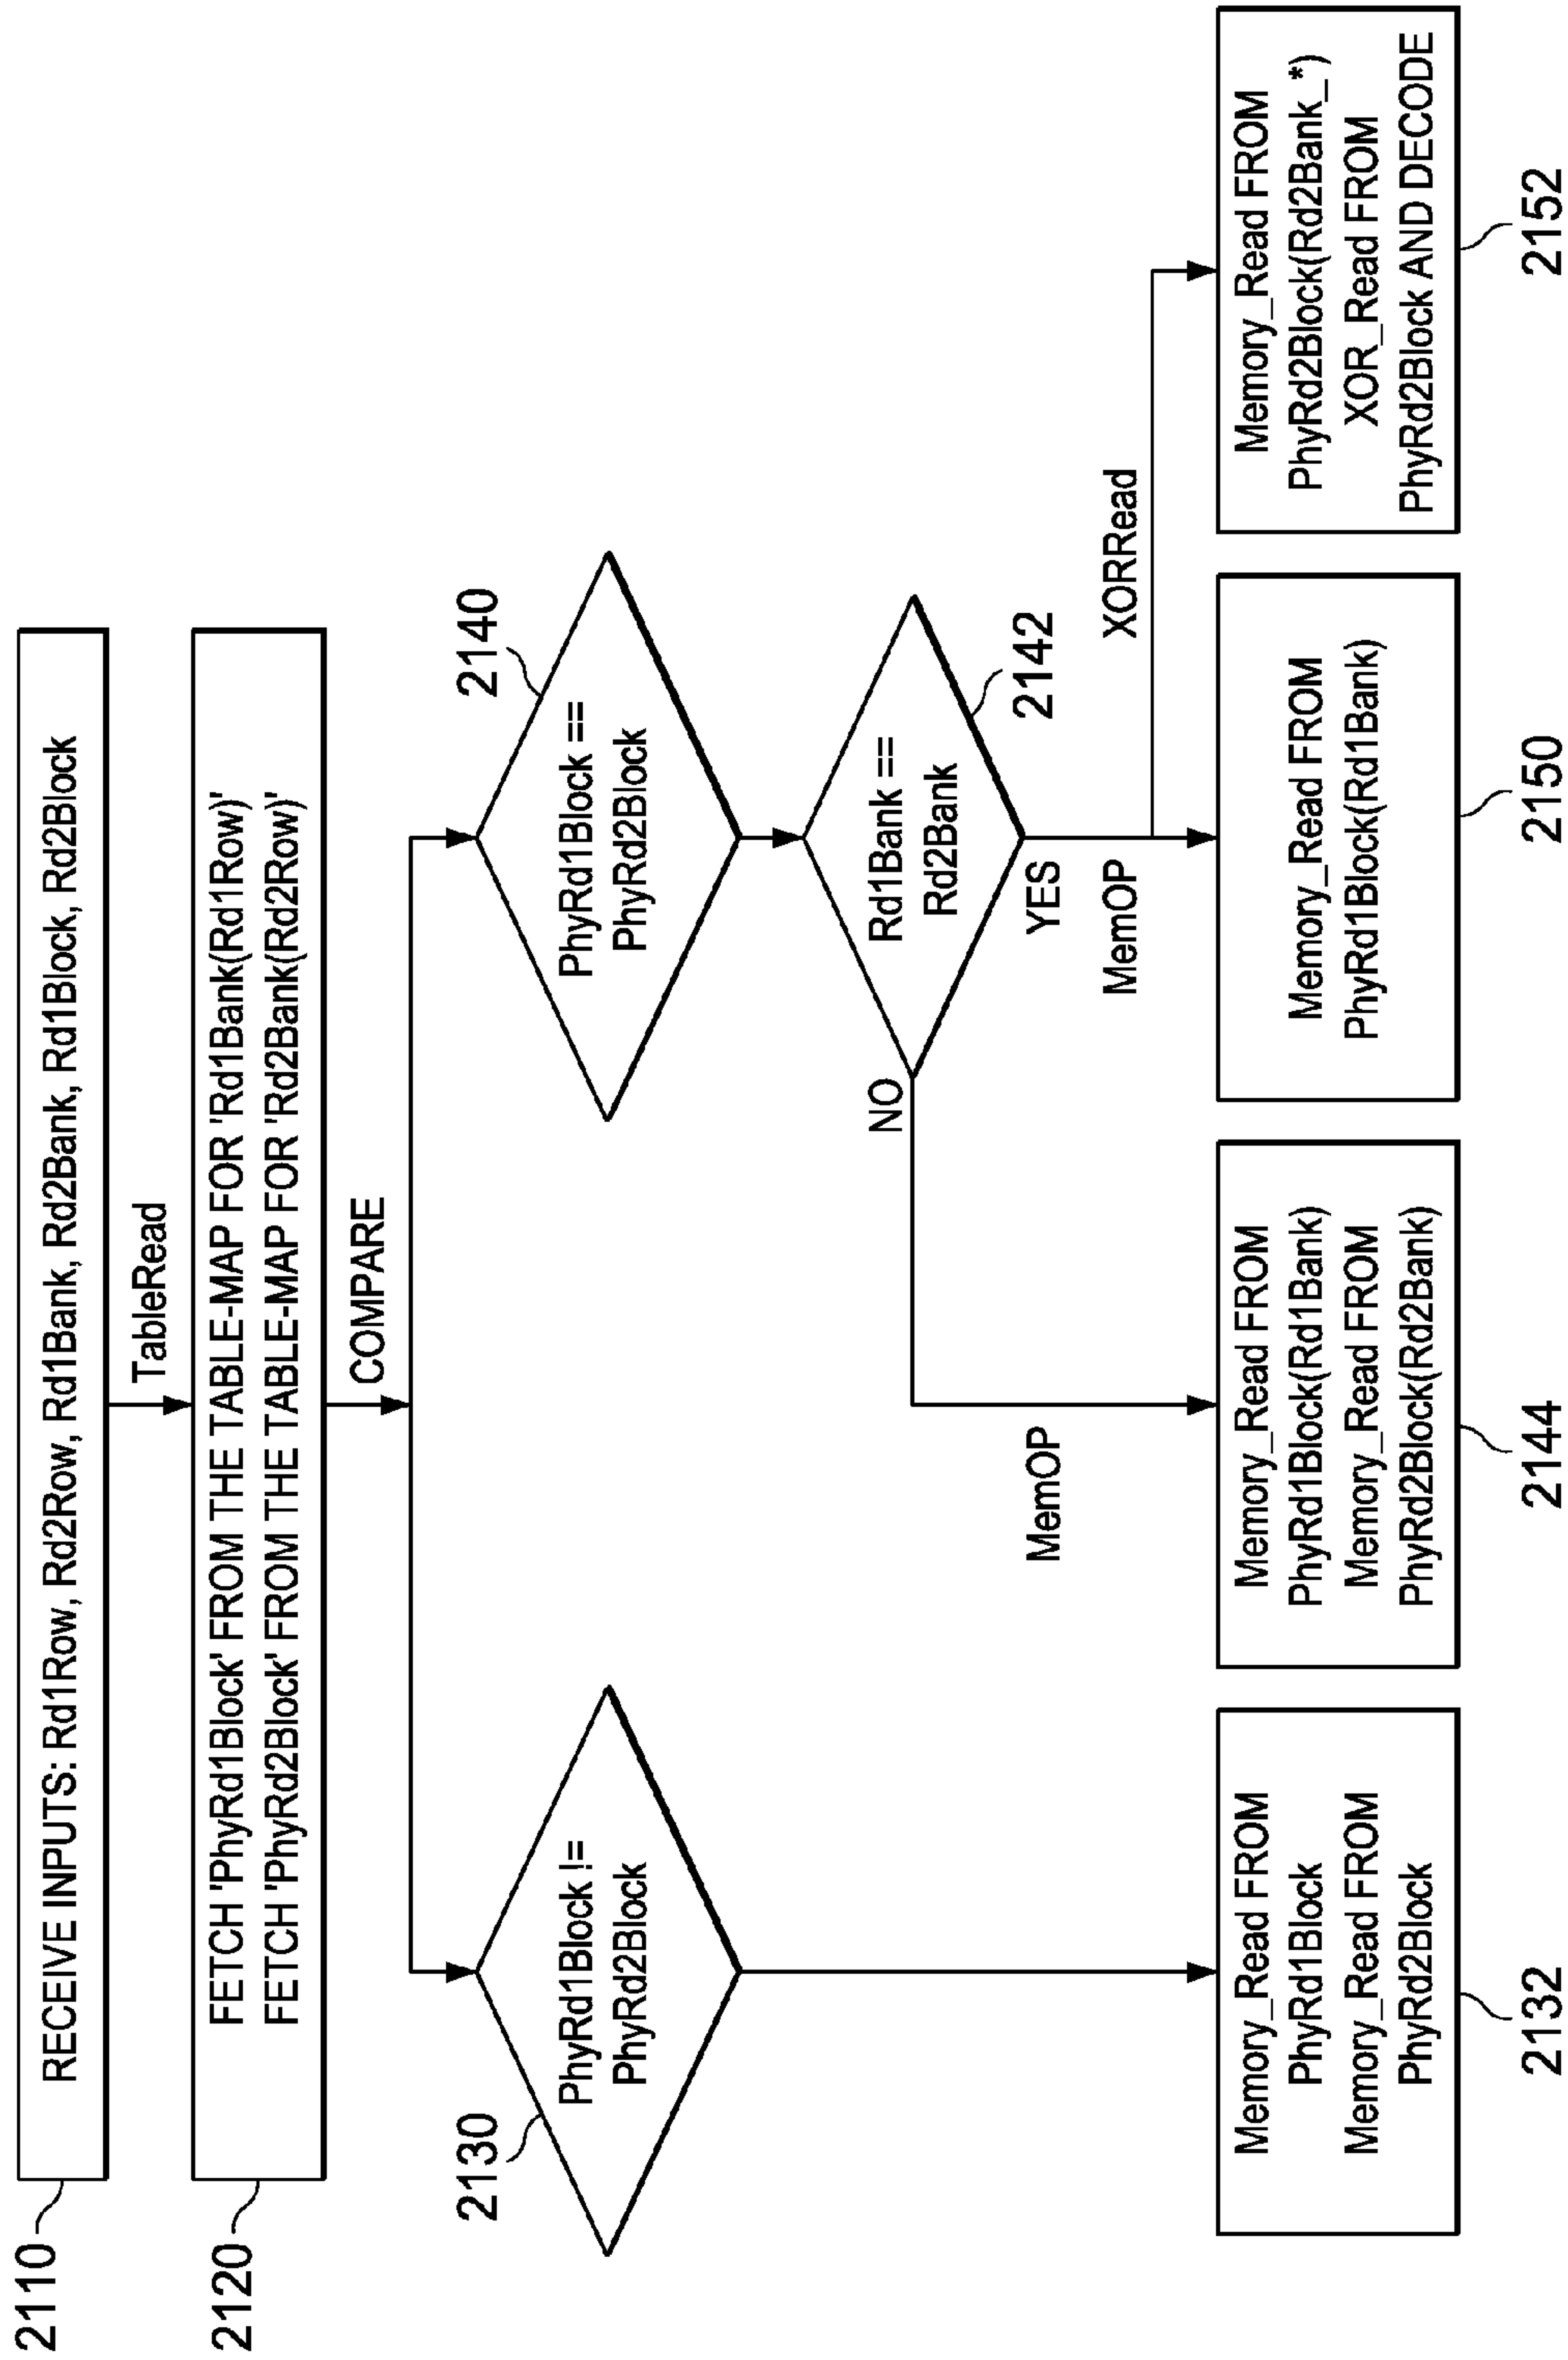 2110
RECEIVE INPUTS: Rd1Row, Rd2Row, Rd1Bank, Rd2Bank, Rd1Block, Rd2Block
TableRead
2120
FETCH 'PhyRd1Block' FROM THE TABLE-MAP FOR 'Rd1Bank(Rd1Row)'
FETCH 'PhyRd2Block' FROM THE TABLE-MAP FOR 'Rd2Bank(Rd2Row)'
COMPARE
2130
PhyRd1Block !=
PhyRd2Block
2140
PhyRd1Block ==
PhyRd2Block
Rd1Bank ==
Rd2Bank
2142
NO
YES
MemOP
MemOP
XORRead
Memory_Read FROM
PhyRd1Block
Memory_Read FROM
PhyRd2Block
2132
Memory_Read FROM
PhyRd1Block(Rd1Bank)
Memory_Read FROM
PhyRd2Block(Rd2Bank)
2144
Memory_Read FROM
PhyRd1Block(Rd1Bank)
2150
Memory_Read FROM
PhyRd2Block(Rd2Bank_*)
XOR_Read FROM
PhyRd2Block AND DECODE
2152